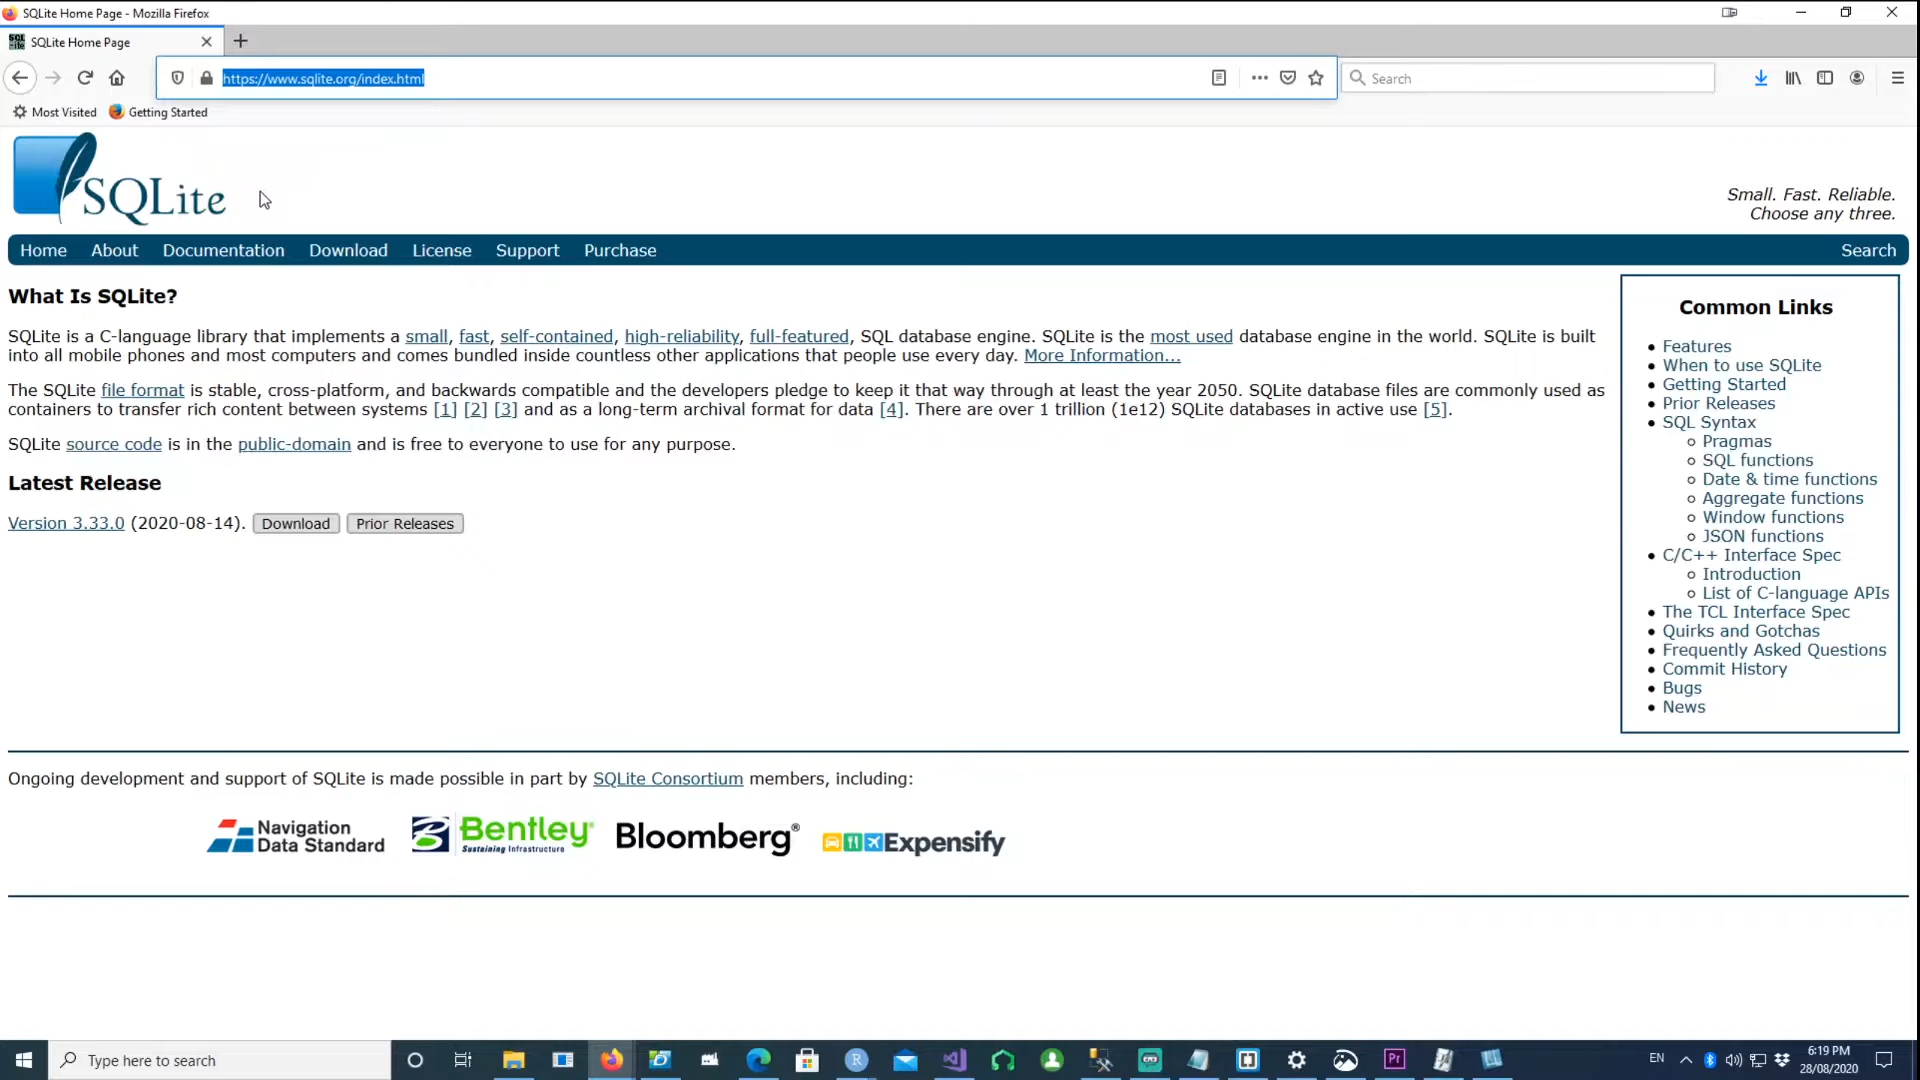 SQLite Home Page - Mozilla Firefox
SQLite Home Page
https://www.sqlite.org/index.html
Search
Most Visited
Getting Started
SQLite
Small. Fast. Reliable.
Choose any three.
Home About Documentation Download License Support Purchase Search
What Is SQLite?
SQLite is a C-language library that implements a small, fast, self-contained, high-reliability, full-featured, SQL database engine. SQLite is the most used database engine in the world. SQLite is built
into all mobile phones and most computers and comes bundled inside countless other applications that people use every day. More Information...
The SQLite file format is stable, cross-platform, and backwards compatible and the developers pledge to keep it that way through at least the year 2050. SQLite database files are commonly used as
containers to transfer rich content between systems [1] [2] [3] and as a long-term archival format for data [4]. There are over 1 trillion (1e12) SQLite databases in active use [5].
SQLite source code is in the public-domain and is free to everyone to use for any purpose.
Latest Release
Version 3.33.0 (2020-08-14). Download Prior Releases
Common Links
Features
When to use SQLite
Getting Started
Prior Releases
SQL Syntax
Pragmas
SQL functions
Date & time functions
Aggregate functions
Window functions
JSON functions
C/C++ Interface Spec
Introduction
List of C-language APIs
The TCL Interface Spec
Quirks and Gotchas
Frequently Asked Questions
Commit History
Bugs
News
Ongoing development and support of SQLite is made possible in part by SQLite Consortium members, including:
Navigation
Data Standard
Bentley
Sustaining Infrastructure
Bloomberg®
Expensify
Type here to search
R
Pr
EN
6:19 PM
28/08/2020